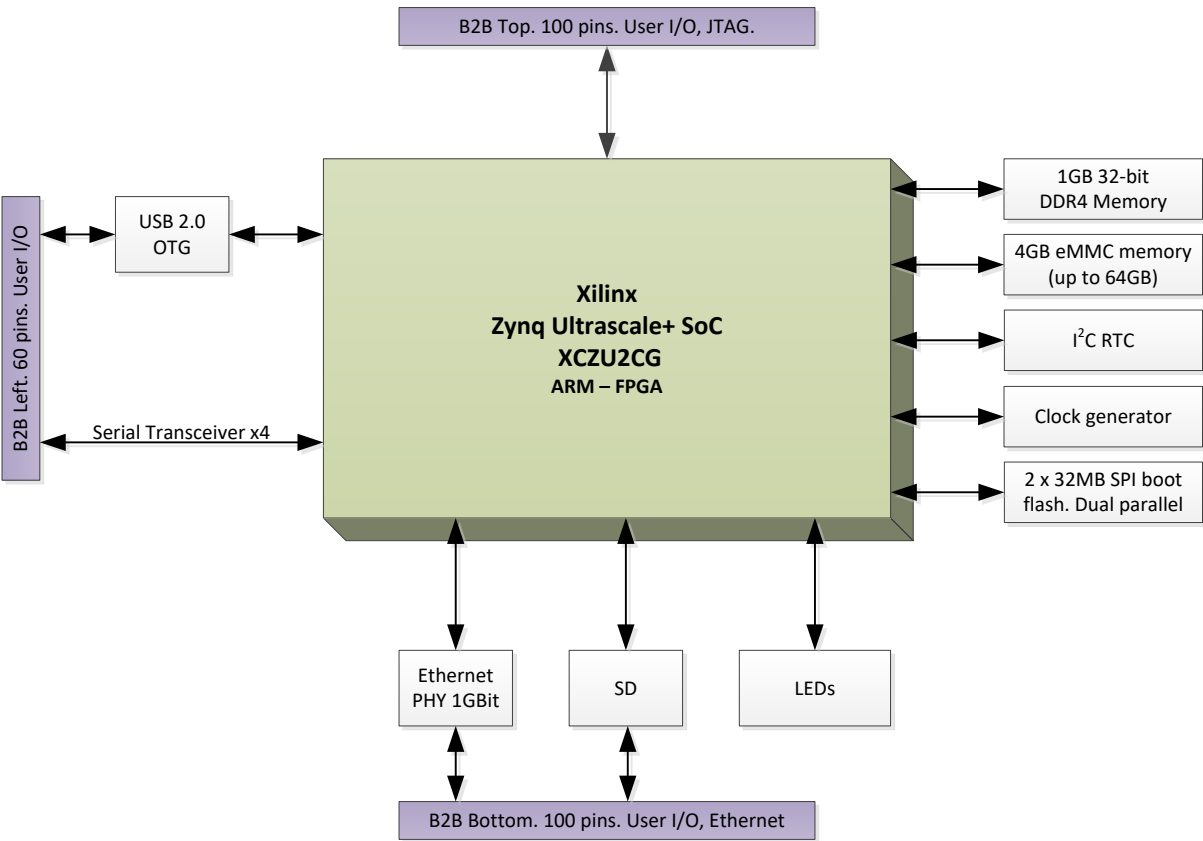 B2B Top. 100 pins. User I/O, JTAG.
B2B Left. 60 pins. User I/O
USB 2.0
OTG
Serial Transceiver x4
Xilinx
Zynq Ultrascale+ SoC
XCZU2CG
ARM – FPGA
1GB 32-bit
DDR4 Memory
4GB eMMC memory
(up to 64GB)
I²C RTC
Clock generator
2 x 32MB SPI boot
flash. Dual parallel
Ethernet
PHY 1GBit
SD
LEDs
B2B Bottom. 100 pins. User I/O, Ethernet